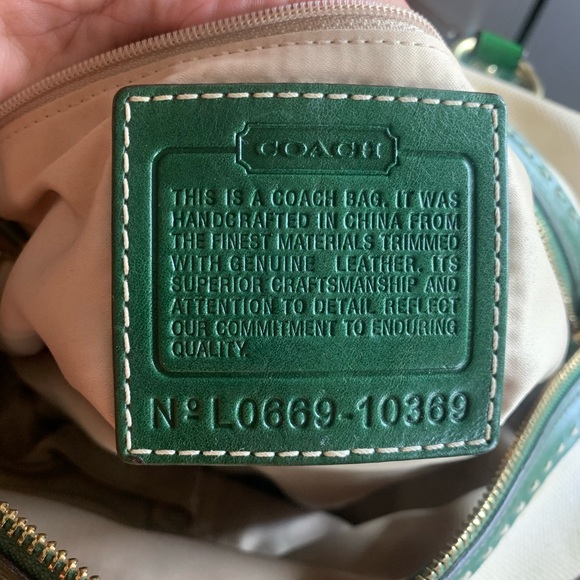 COACH
THIS IS A COACH BAG. IT WAS
HANDCRAFTED IN CHINA FROM
THE FINEST MATERIALS TRIMMED
WITH GENUINE LEATHER. ITS
SUPERIOR CRAFTSMANSHIP AND
ATTENTION TO DETAIL REFLECT
OUR COMMITMENT TO ENDURING
QUALITY.
Nº L0669-10369